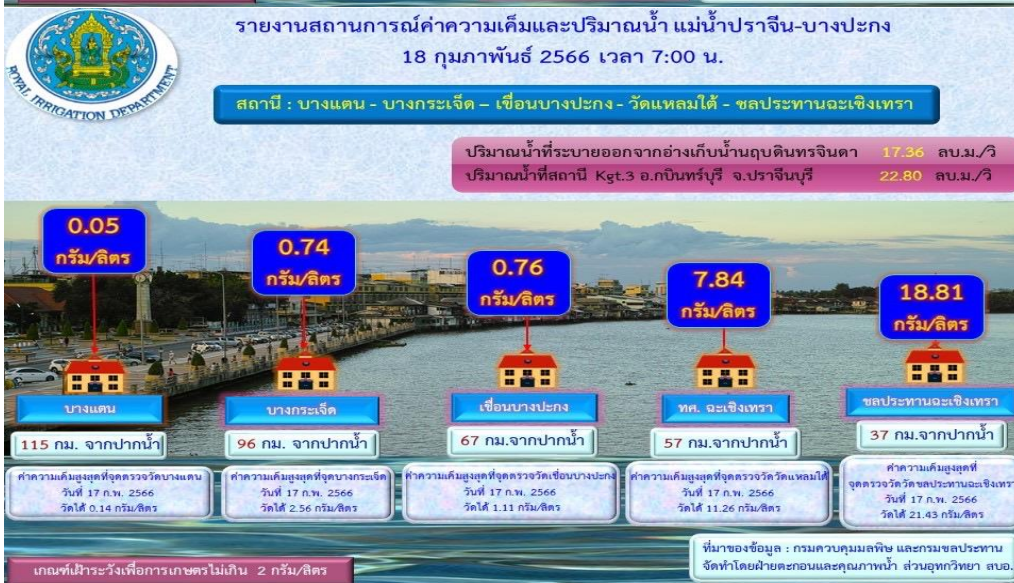 รายงานสถานการณ์ค่าความเค็มและปริมาณน้ำ แม่น้ำปราจีน-บางปะกง
18 กุมภาพันธ์ 2566 เวลา 7:00 น.
ROYAL IRRIGATION DEPARTMENT
สถานี : บางแตน - บางกระเจ็ด – เขื่อนบางปะกง - วัดแหลมใต้ - ชลประทานฉะเชิงเทรา
ปริมาณน้ำที่ระบายออกจากอ่างเก็บน้ำนฤบดินทรจินดา 17.36 ลบ.ม./วิ
ปริมาณน้ำที่สถานี Kgt.3 อ.กบินทร์บุรี จ.ปราจีนบุรี 22.80 ลบ.ม./วิ
0.05
กรัม/ลิตร
บางแตน
115 กม. จากปากน้ำ
ค่าความเค็มสูงสุดที่จุดตรวจวัดบางแตน
วันที่ 17 ก.พ. 2566
วัดได้ 0.14 กรัม/ลิตร
0.74
กรัม/ลิตร
บางกระเจ็ด
96 กม. จากปากน้ำ
ค่าความเค็มสูงสุดที่จุดบางกระเจ็ด
วันที่ 17 ก.พ. 2566
วัดได้ 2.56 กรัม/ลิตร
0.76
กรัม/ลิตร
เขื่อนบางปะกง
67 กม.จากปากน้ำ
ค่าความเค็มสูงสุดที่จุดตรวจวัดเขื่อนบางปะกง
วันที่ 17 ก.พ. 2566
วัดได้ 1.11 กรัม/ลิตร
7.84
กรัม/ลิตร
ทศ. ฉะเชิงเทรา
57 กม.จากปากน้ำ
ค่าความเค็มสูงสุดที่จุดตรวจวัดวัดแหลมใต้
วันที่ 17 ก.พ. 2566
วัดได้ 11.26 กรัม/ลิตร
18.81
กรัม/ลิตร
ชลประทานฉะเชิงเทรา
37 กม.จากปากน้ำ
ค่าความเค็มสูงสุดที่
จุดตรวจวัดวัดชลประทานฉะเชิงเทรา
วันที่ 17 ก.พ. 2566
วัดได้ 21.43 กรัม/ลิตร
เกณฑ์เฝ้าระวังเพื่อการเกษตรไม่เกิน 2 กรัม/ลิตร
ที่มาของข้อมูล : กรมควบคุมมลพิษ และกรมชลประทาน
จัดทำโดยฝ่ายตะกอนและคุณภาพน้ำ ส่วนอุทกวิทยา สบอ.